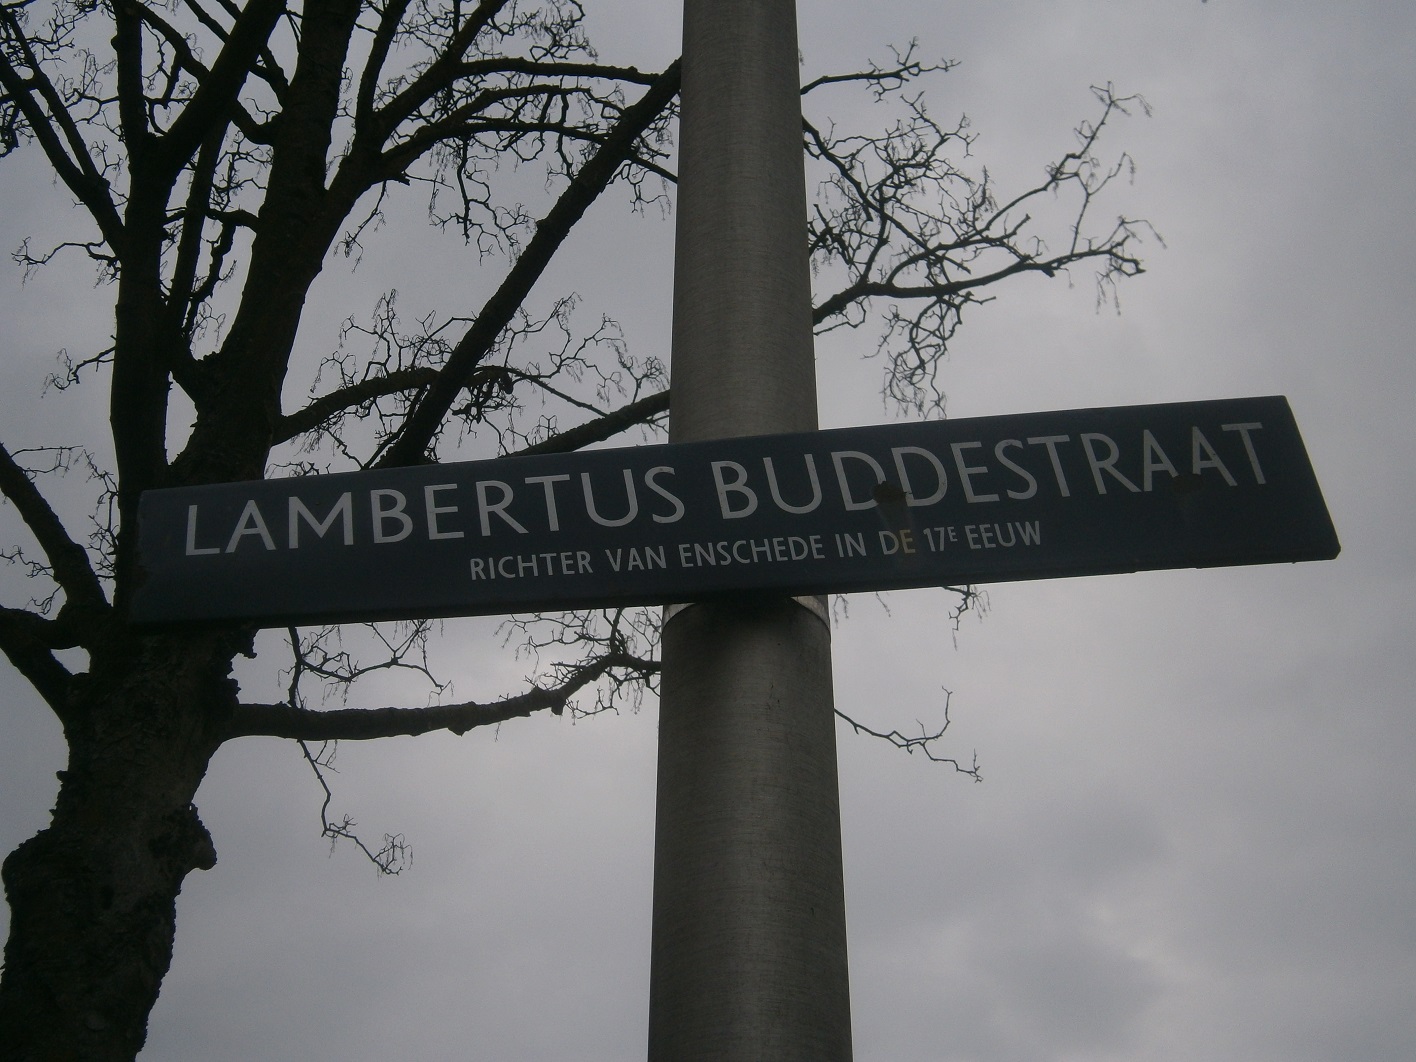 LAMBERTUS BUDDESTRAAT
RICHTER VAN ENSCHEDE IN DE 17E EEUW